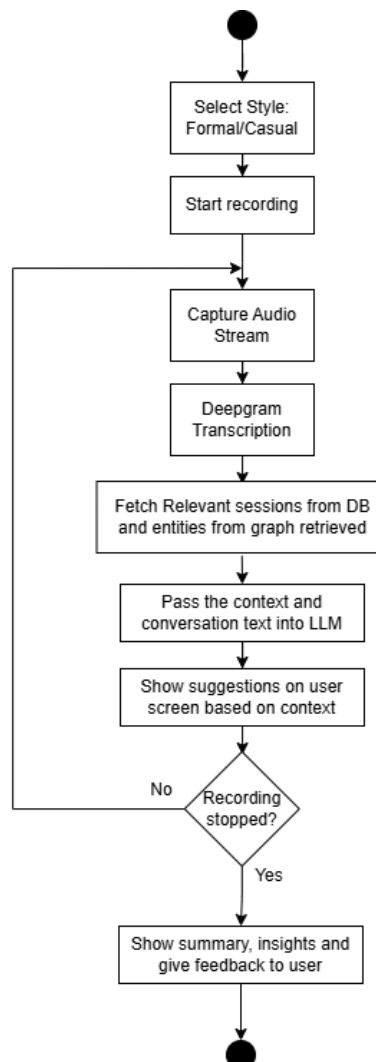 Select Style:
Formal/Casual
Start recording
Capture Audio
Stream
Deepgram
Transcription
Fetch Relevant sessions from DB
and entities from graph retrieved
Pass the context and
conversation text into LLM
Show suggestions on user
screen based on context
No
Recording
stopped?
Yes
Show summary, insights and
give feedback to user